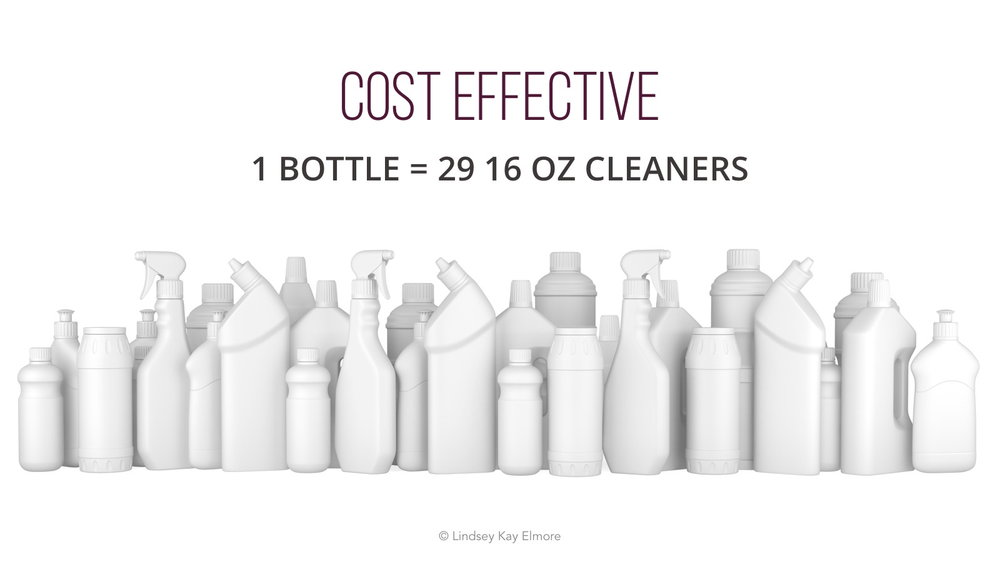 COST EFFECTIVE
1 BOTTLE = 29 16 OZ CLEANERS
© Lindsey Kay Elmore